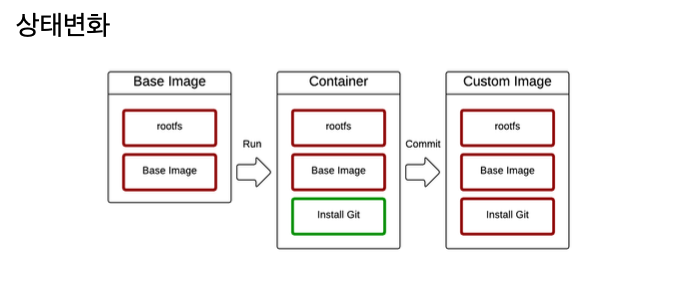 상태변화
Base Image
rootfs
Base Image
Run
Container
rootfs
Base Image
Install Git
Commit
Custom Image
rootfs
Base Image
Install Git